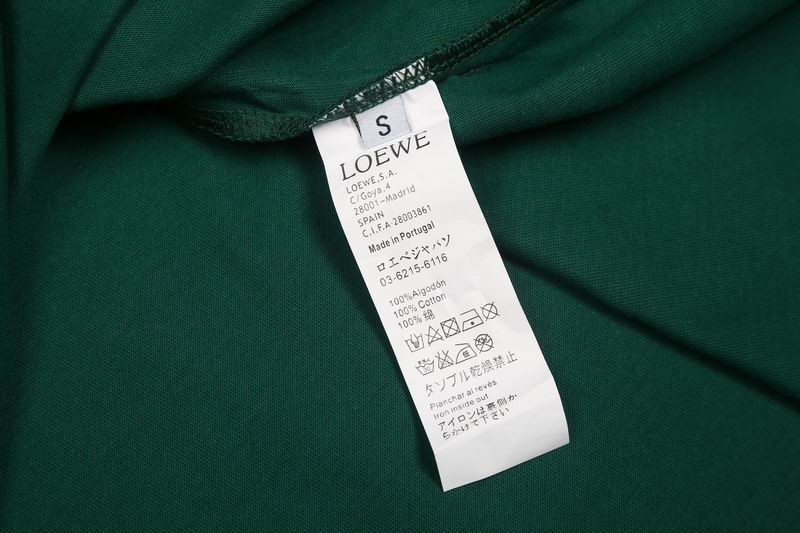 S
LOEWE
LOEWE,S.A.
C/Goya,4
28001-Madrid
SPAIN
C.I.F.A-28003861
Made in Portugal
ロエベジャパン
03-6215-6116
100%Algodón
100% Cotton
100% 綿
タンブル乾燥禁止
Planchar al revés
Iron inside out
アイロンは裏側か
らかけて下さい